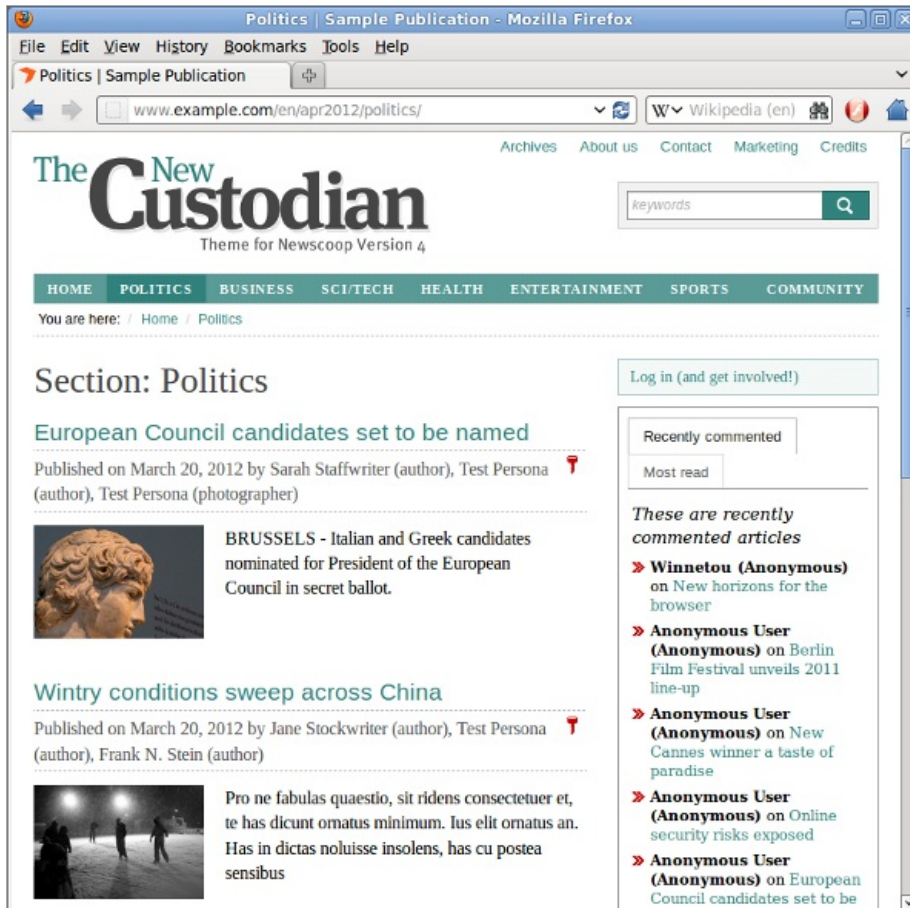 Politics | Sample Publication - Mozilla Firefox
File Edit View History Bookmarks Tools Help
Politics | Sample Publication
www.example.com/en/apr2012/politics/
W Wikipedia (en)
Archives About us Contact Marketing Credits
The New
Custodian
Theme for Newscoop Version 4
keywords
HOME POLITICS BUSINESS SCI/TECH HEALTH ENTERTAINMENT SPORTS COMMUNITY
You are here: / Home / Politics
Section: Politics
European Council candidates set to be named
Published on March 20, 2012 by Sarah Staffwriter (author), Test Persona
(author), Test Persona (photographer)
BRUSSELS - Italian and Greek candidates
nominated for President of the European
Council in secret ballot.
Wintry conditions sweep across China
Published on March 20, 2012 by Jane Stockwriter (author), Test Persona
(author), Frank N. Stein (author)
Pro ne fabulas quaestio, sit ridens consectetuer et,
te has dicunt ornatus minimum. Ius elit ornatus an.
Has in dictas noluisse insolens, has cu postea
sensibus
Log in (and get involved!)
Recently commented
Most read
These are recently
commented articles
Winnetou (Anonymous)
on New horizons for the
browser
Anonymous User
(Anonymous) on Berlin
Film Festival unveils 2011
line-up
Anonymous User
(Anonymous) on New
Cannes winner a taste of
paradise
Anonymous User
(Anonymous) on Online
security risks exposed
Anonymous User
(Anonymous) on European
Council candidates set to be